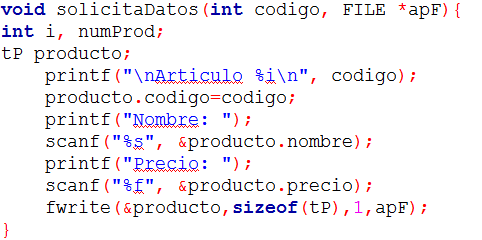 void solicitaDatos(int codigo, FILE *apF){
int i, numProd;
tP producto;
    printf("\nArticulo %i\n", codigo);
    producto.codigo=codigo;
    printf("Nombre: ");
    scanf("%s", &producto.nombre);
    printf("Precio: ");
    scanf("%f", &producto.precio);
    fwrite(&producto,sizeof(tP),1,apF);
}